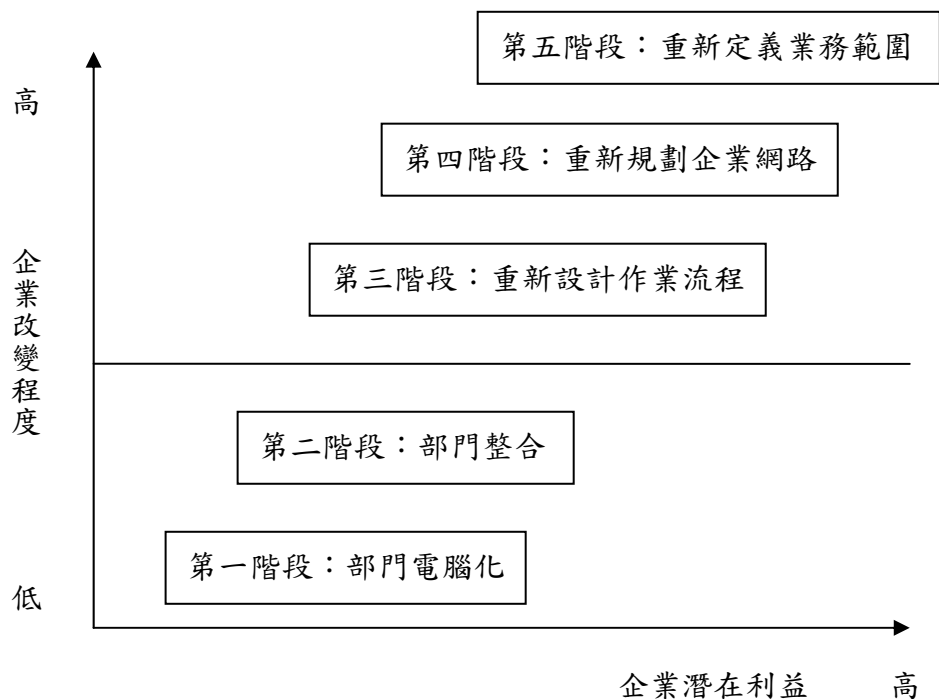 第五階段：重新定義業務範圍
高
第四階段：重新規劃企業網路
第三階段：重新設計作業流程
企業改變程度
第二階段：部門整合
第一階段：部門電腦化
低
企業潛在利益 高